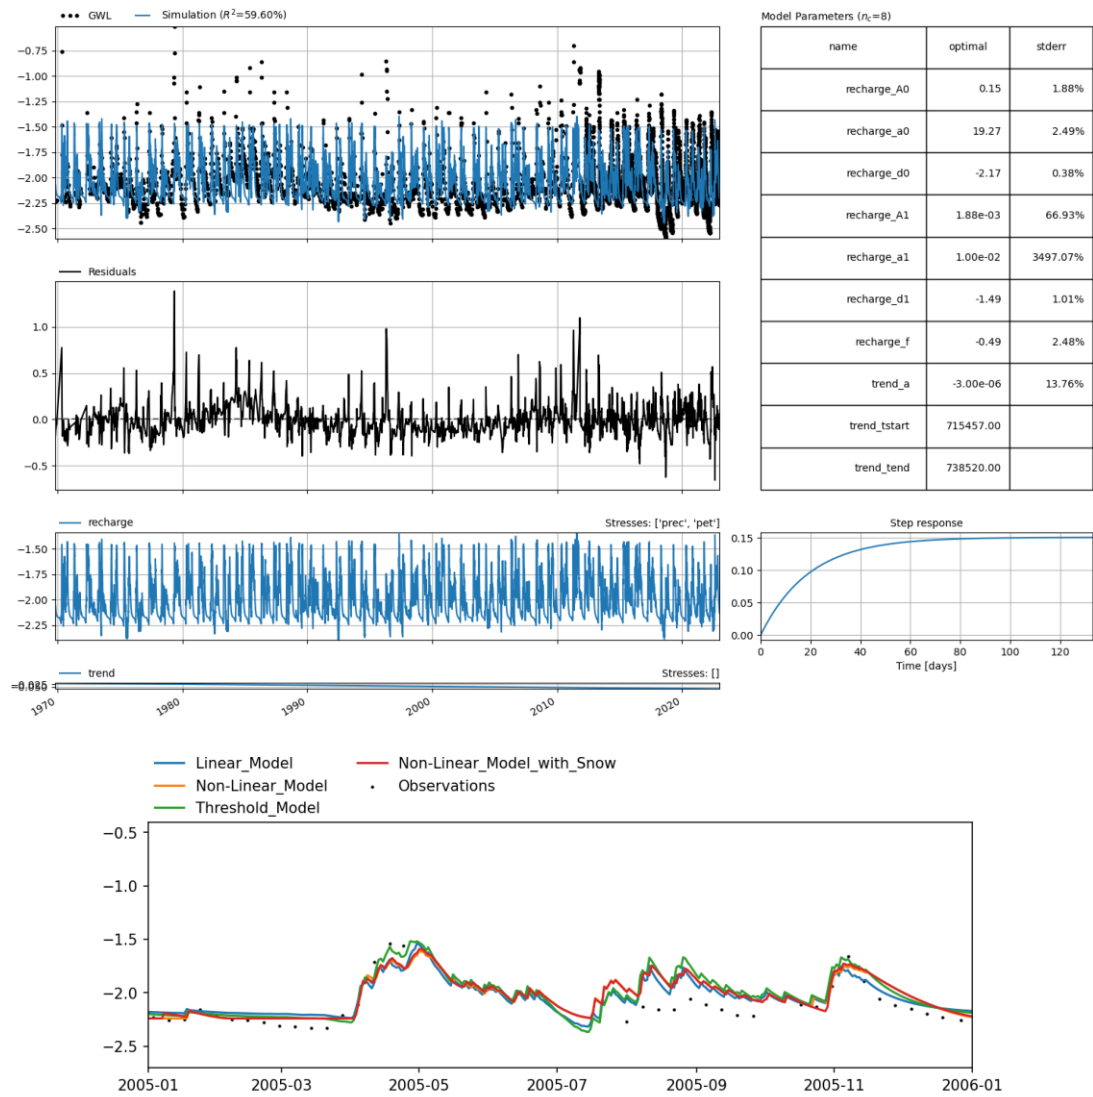 GWL Simulation (R²=59.60%)
Model Parameters (n_c=8)
name optimal stderr
recharge_A0 0.15 1.88%
recharge_a0 19.27 2.49%
recharge_d0 -2.17 0.38%
recharge_A1 1.88e-03 66.93%
recharge_a1 1.00e-02 3497.07%
recharge_d1 -1.49 1.01%
recharge_f -0.49 2.48%
trend_a -3.00e-06 13.76%
trend_tstart 715457.00
trend_tend 738520.00
−0.75
−1.00
−1.25
−1.50
−1.75
−2.00
−2.25
−2.50
Residuals
1.0
0.5
0.0
−0.5
recharge Stresses: ['prec', 'pet']
−1.50
−1.75
−2.00
−2.25
Step response
0.15
0.10
0.05
0.00
0 20 40 60 80 100 120
Time [days]
trend Stresses: []
−0.025
−0.050
1970 1980 1990 2000 2010 2020
Linear_Model Non-Linear_Model_with_Snow
Non-Linear_Model Observations
Threshold_Model
−0.5
−1.0
−1.5
−2.0
−2.5
2005-01 2005-03 2005-05 2005-07 2005-09 2005-11 2006-01